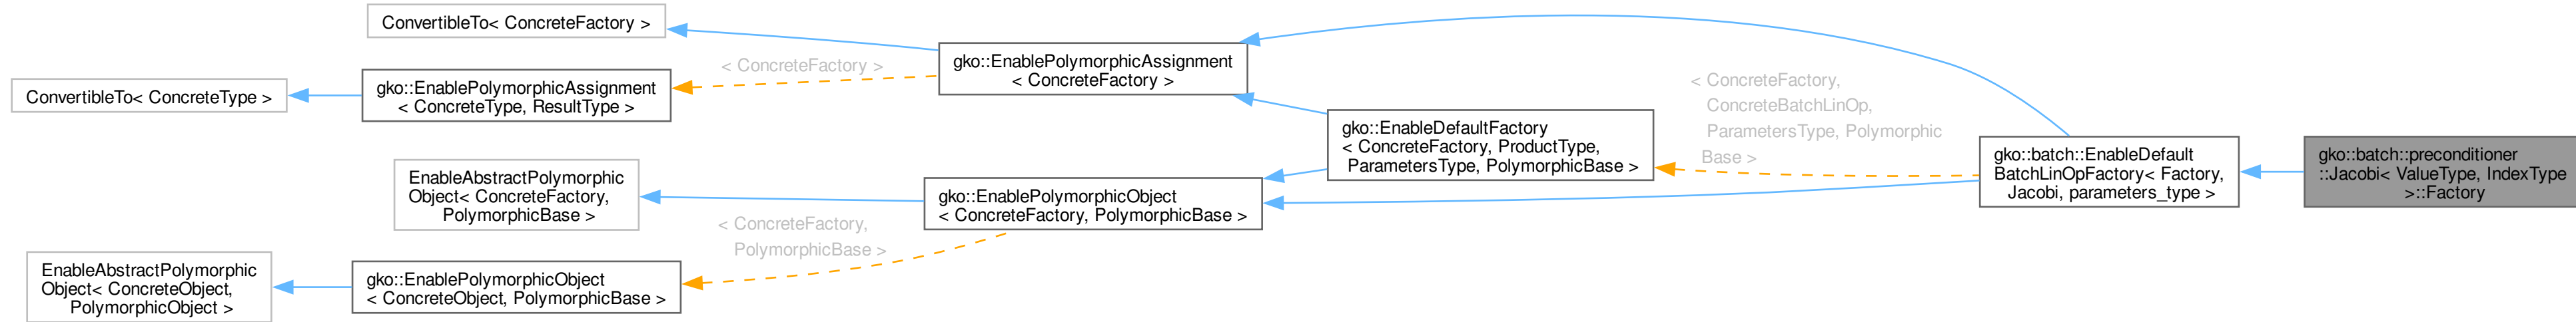 ConvertibleTo< ConcreteFactory >
ConvertibleTo< ConcreteType >
gko::EnablePolymorphicAssignment
< ConcreteType, ResultType >
< ConcreteFactory >
gko::EnablePolymorphicAssignment
< ConcreteFactory >
EnableAbstractPolymorphic
Object< ConcreteFactory,
PolymorphicBase >
EnableAbstractPolymorphic
Object< ConcreteObject,
PolymorphicObject >
gko::EnablePolymorphicObject
< ConcreteObject, PolymorphicBase >
< ConcreteFactory,
PolymorphicBase >
gko::EnablePolymorphicObject
< ConcreteFactory, PolymorphicBase >
gko::EnableDefaultFactory
< ConcreteFactory, ProductType,
ParametersType, PolymorphicBase >
< ConcreteFactory,
ConcreteBatchLinOp,
ParametersType, Polymorphic
Base >
gko::batch::EnableDefault
BatchLinOpFactory< Factory,
Jacobi, parameters_type >
gko::batch::preconditioner
::Jacobi< ValueType, IndexType
>::Factory